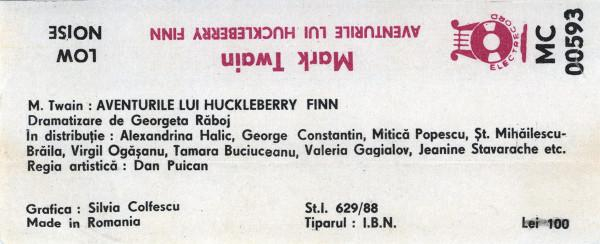 LOW
NOISE
Mark Twain
AVENTURILE LUI HUCKLEBERRY FINN
ELECTRECORD
MC
00593
M. Twain : AVENTURILE LUI HUCKLEBERRY FINN
Dramatizare de Georgeta Răboj
În distribuție : Alexandrina Halic, George Constantin, Mitică Popescu, Șt. Mihăilescu-
Brăila, Virgil Ogășanu, Tamara Buciuceanu, Valeria Gagialov, Jeanine Stavarache etc.
Regia artistică : Dan Puican
Grafica : Silvia Colfescu
Made in Romania
St.I. 629/88
Tiparul : I.B.N.
Lei 100